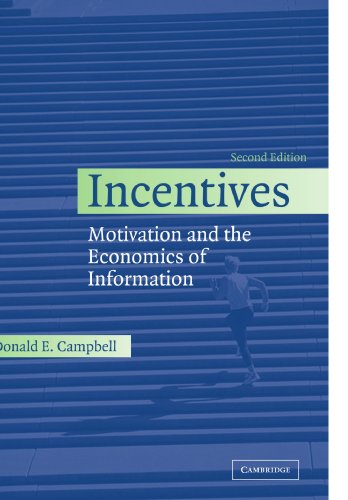 Second Edition
Incentives
Motivation and the
Economics of
Information
Donald E. Campbell
CAMBRIDGE